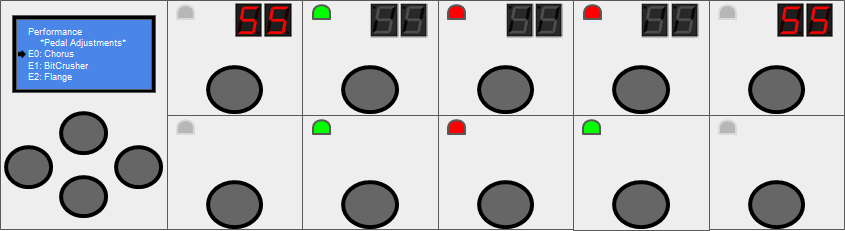 Performance
*Pedal Adjustments*
E0: Chorus
E1: BitCrusher
E2: Flange
55
55